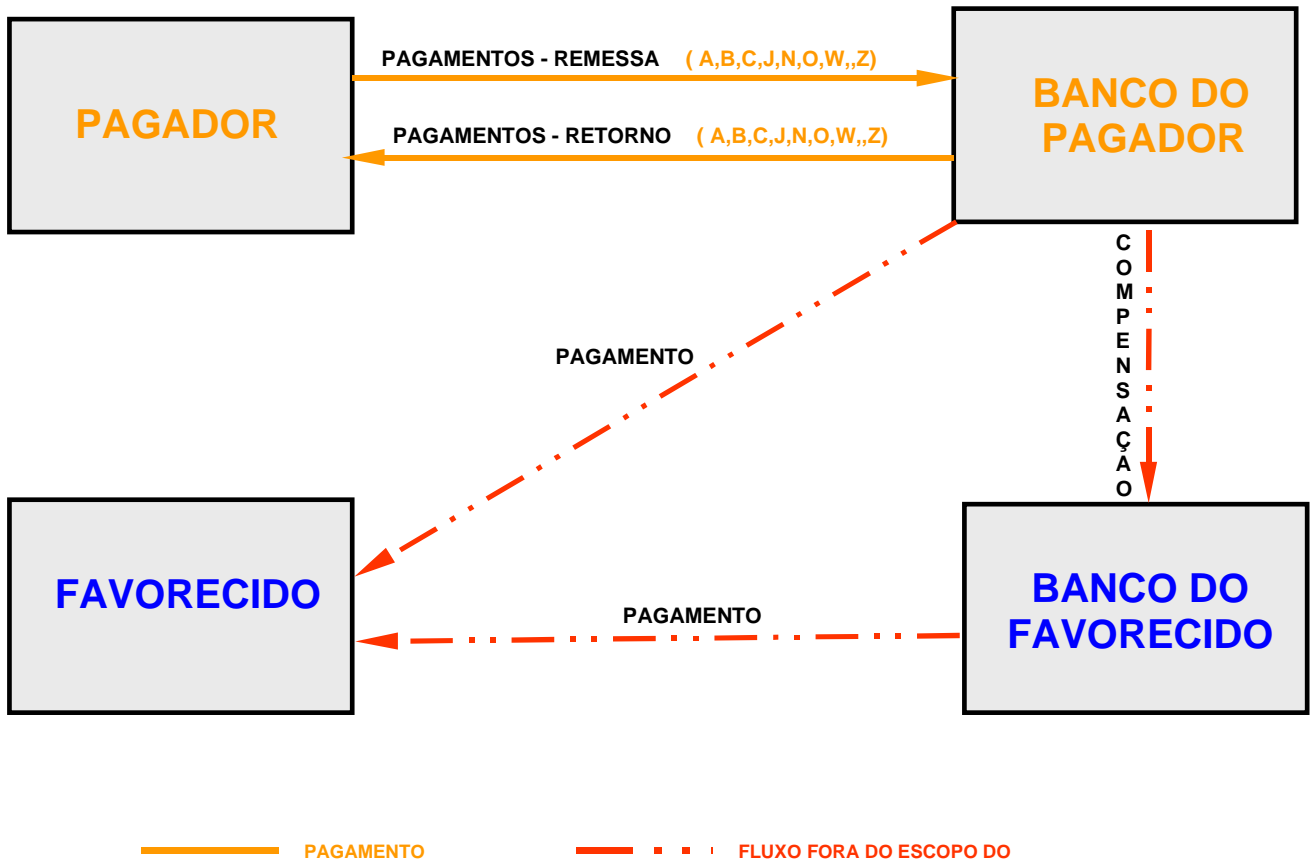 PAGAMENTOS - REMESSA ( A,B,C,J,N,O,W,,Z)
PAGADOR
BANCO DO
PAGADOR
PAGAMENTOS - RETORNO ( A,B,C,J,N,O,W,,Z)
COMPENSAÇAO
PAGAMENTO
FAVORECIDO
PAGAMENTO
BANCO DO
FAVORECIDO
PAGAMENTO
FLUXO FORA DO ESCOPO DO